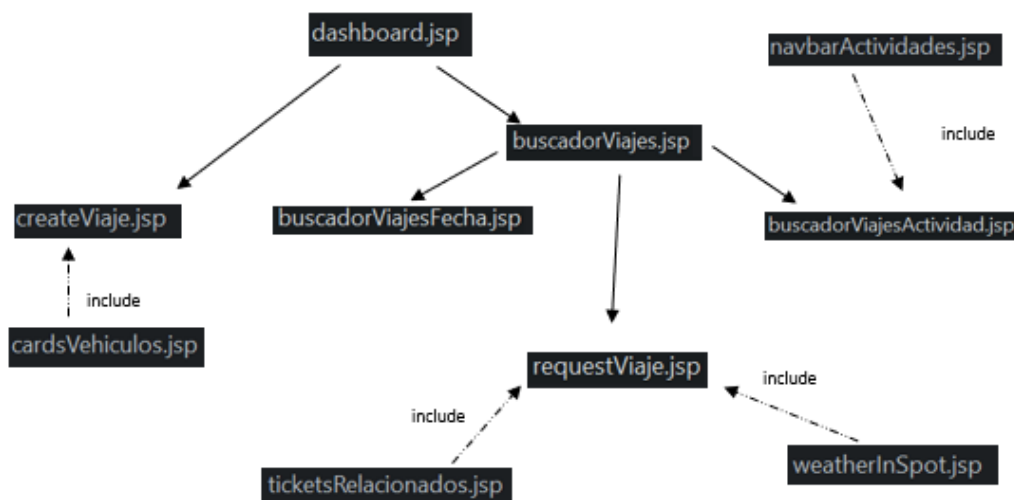 dashboard.jsp
navbarActividades.jsp
include
buscadorViajes.jsp
createViaje.jsp
buscadorViajesFecha.jsp
buscadorViajesActividad.jsp
include
cardsVehiculos.jsp
requestViaje.jsp
include
include
ticketsRelacionados.jsp
weatherInSpot.jsp